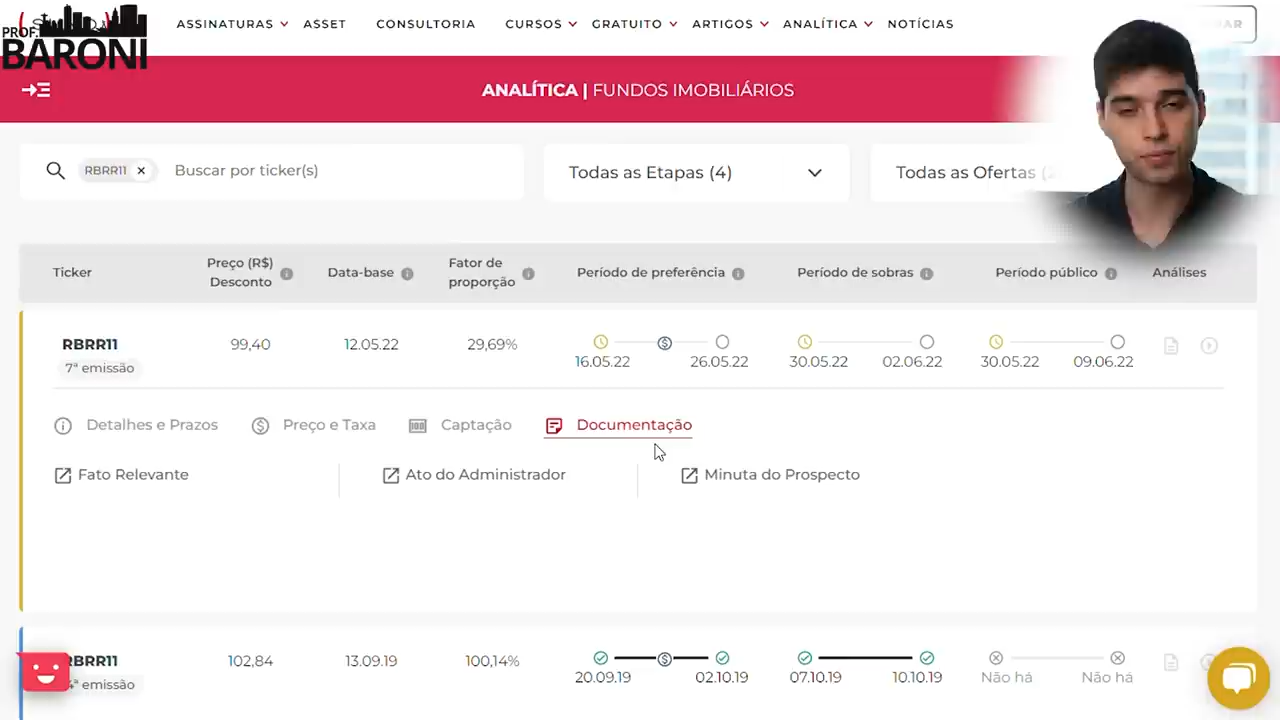 PROF.
BARONI
ASSINATURAS ASSET CONSULTORIA CURSOS GRATUITO ARTIGOS ANALÍTICA NOTÍCIAS
ANALÍTICA | FUNDOS IMOBILIÁRIOS
RBRR11 Buscar por ticker(s) Todas as Etapas (4) Todas as Ofertas
Ticker Preço (R$) Desconto Data-base Fator de proporção Período de preferência Período de sobras Período público Análises
RBRR11 99,40 12.05.22 29,69% 16.05.22 26.05.22 30.05.22 02.06.22 30.05.22 09.06.22
7ª emissão
Detalhes e Prazos Preço e Taxa Captação Documentação
Fato Relevante Ato do Administrador Minuta do Prospecto
RBRR11 102,84 13.09.19 100,14% 20.09.19 02.10.19 07.10.19 10.10.19 Não há Não há
4ª emissão